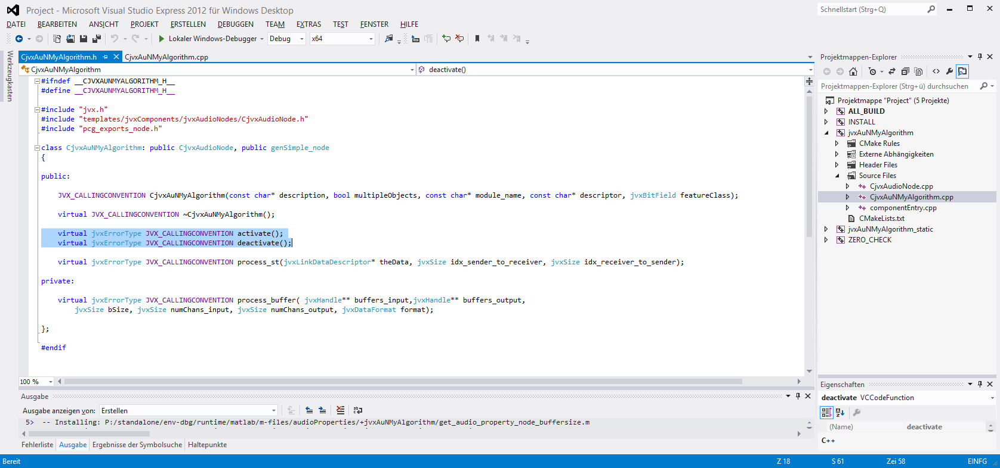 Project - Microsoft Visual Studio Express 2012 für Windows Desktop
Schnellstart (Strg+Q)
DATEI BEARBEITEN ANSICHT PROJEKT ERSTELLEN DEBUGGEN TEAM EXTRAS TEST FENSTER HILFE
Lokaler Windows-Debugger Debug x64
Werkzeugkasten
CjvxAuNMyAlgorithm.h CjvxAuNMyAlgorithm.cpp
CjvxAuNMyAlgorithm deactivate()
#ifndef __CJVXAUNMYALGORITHM_H__
#define __CJVXAUNMYALGORITHM_H__
#include "jvx.h"
#include "templates/jvxComponents/jvxAudioNodes/CjvxAudioNode.h"
#include "pcg_exports_node.h"
class CjvxAuNMyAlgorithm: public CjvxAudioNode, public genSimple_node
{
public:
JVX_CALLINGCONVENTION CjvxAuNMyAlgorithm(const char* description, bool multipleObjects, const char* module_name, const char* descriptor, jvxBitField featureClass);
virtual JVX_CALLINGCONVENTION ~CjvxAuNMyAlgorithm();
virtual jvxErrorType JVX_CALLINGCONVENTION activate();
virtual jvxErrorType JVX_CALLINGCONVENTION deactivate();
virtual jvxErrorType JVX_CALLINGCONVENTION process_st(jvxLinkDataDescriptor* theData, jvxSize idx_sender_to_receiver, jvxSize idx_receiver_to_sender);
private:
virtual jvxErrorType JVX_CALLINGCONVENTION process_buffer( jvxHandle** buffers_input,jvxHandle** buffers_output,
jvxSize bSize, jvxSize numChans_input, jvxSize numChans_output, jvxDataFormat format);
};
#endif
100 %
Ausgabe
Ausgabe anzeigen von: Erstellen
5> -- Installing: P:/standalone/env-dbg/runtime/matlab/m-files/audioProperties/+jvxAuNMyAlgorithm/get_audio_property_node_buffersize.m
Fehlerliste Ausgabe Ergebnisse der Symbolsuche Haltepunkte
Projektmappen-Explorer
Projektmappen-Explorer (Strg+ü) durchsuchen
Projektmappe "Project" (5 Projekte)
ALL_BUILD
INSTALL
jvxAuNMyAlgorithm
CMake Rules
Externe Abhängigkeiten
Header Files
Source Files
CjvxAudioNode.cpp
CjvxAuNMyAlgorithm.cpp
componentEntry.cpp
CMakeLists.txt
jvxAuNMyAlgorithm_static
ZERO_CHECK
Eigenschaften
deactivate VCCodeFunction
(Name) deactivate
C++
Bereit Z 18 S 61 Zei 58 EINFG